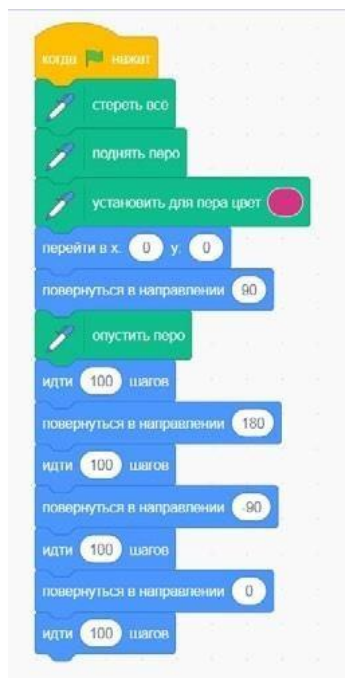 когда нажат
стереть всё
поднять перо
установить для пера цвет
перейти в x: 0 y: 0
повернуться в направлении 90
опустить перо
идти 100 шагов
повернуться в направлении 180
идти 100 шагов
повернуться в направлении -90
идти 100 шагов
повернуться в направлении 0
идти 100 шагов